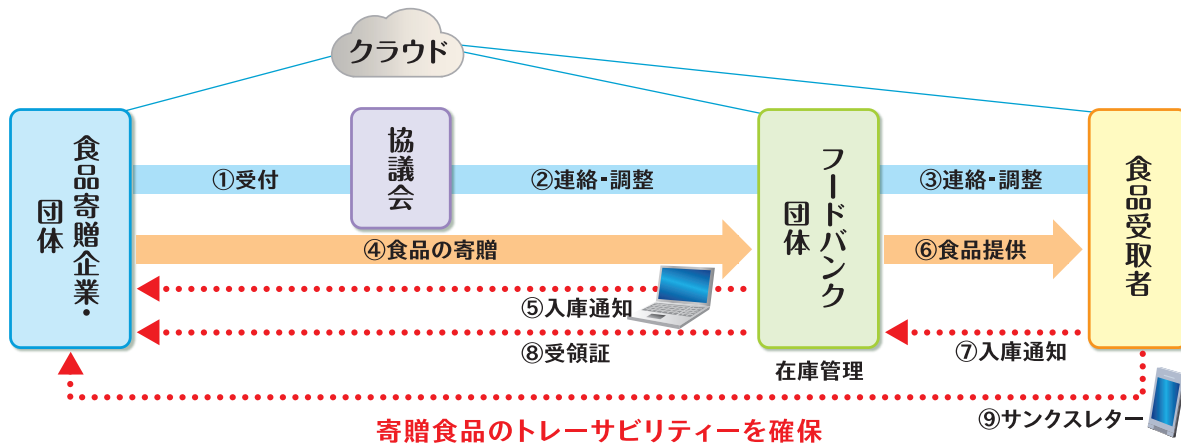 クラウド
食品寄贈企業・
団体
協議会
フードバンク
団体
食品受取者
①受付
②連絡・調整
③連絡・調整
④食品の寄贈
⑥食品提供
⑤入庫通知
⑧受領証
⑦入庫通知
在庫管理
⑨サンクスレター
寄贈食品のトレーサビリティーを確保